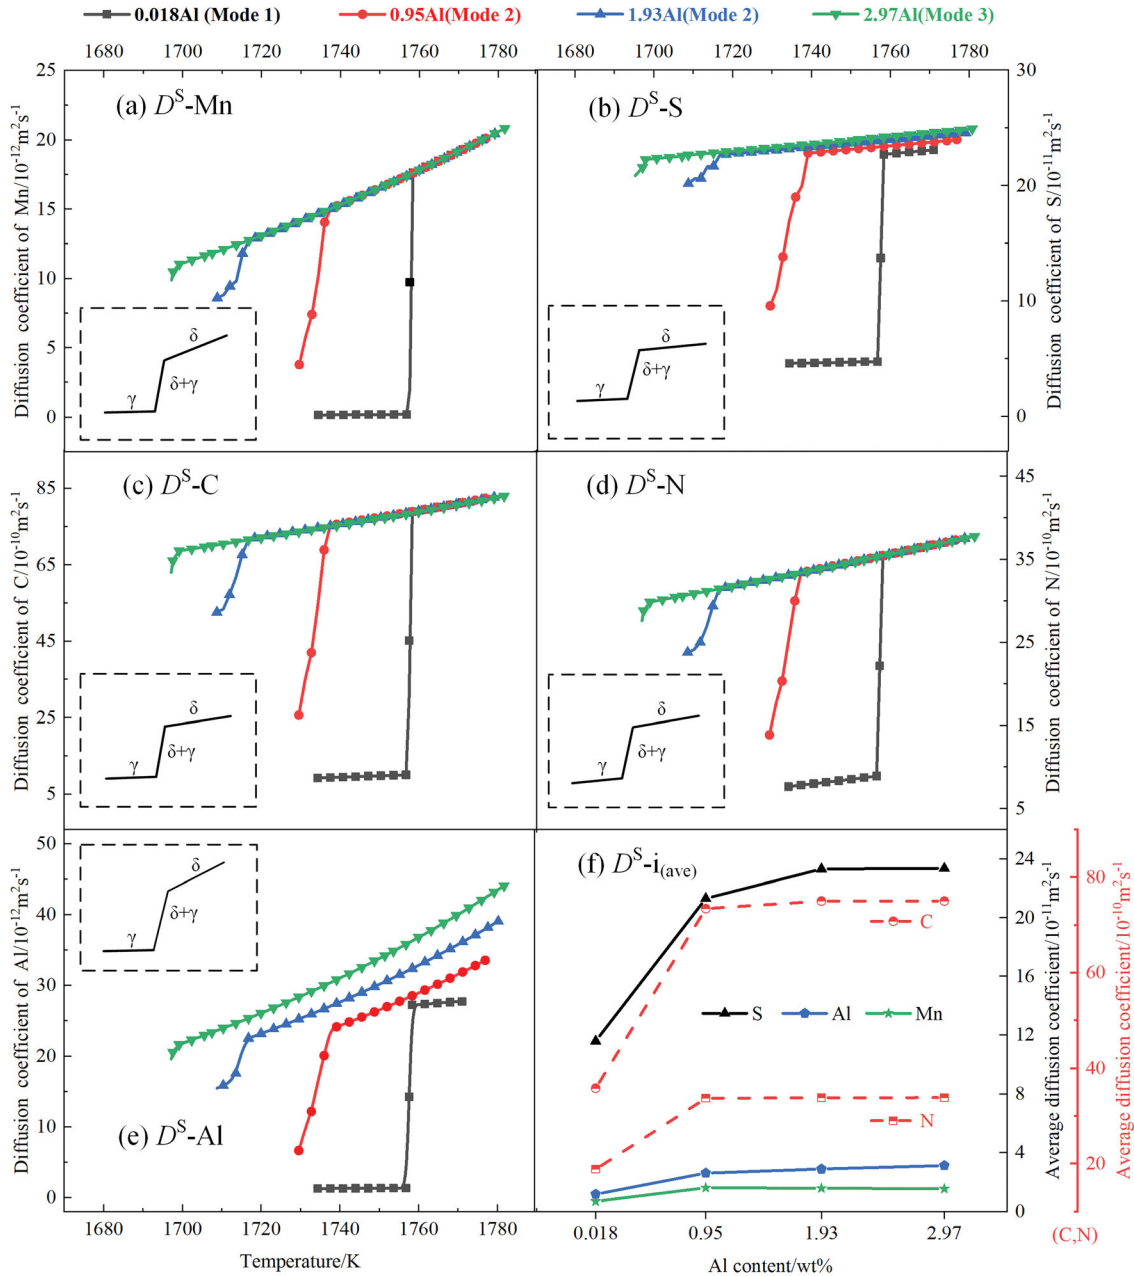 0.018Al (Mode 1) 0.95Al(Mode 2) 1.93Al(Mode 2) 2.97Al(Mode 3)
1680 1700 1720 1740 1760 1780 1680 1700 1720 1740 1760 1780
(a) D^S-Mn
Diffusion coefficient of Mn/10^-12m^2s^-1
25
20
15
10
5
0
δ
δ+γ
γ
(b) D^S-S
Diffusion coefficient of S/10^-11m^2s^-1
30
20
10
0
δ
δ+γ
γ
(c) D^S-C
Diffusion coefficient of C/10^-10m^2s^-1
85
65
45
25
5
δ
δ+γ
γ
(d) D^S-N
Diffusion coefficient of N/10^-10m^2s^-1
45
35
25
15
5
δ
δ+γ
γ
(e) D^S-Al
Diffusion coefficient of Al/10^-12m^2s^-1
50
40
30
20
10
0
δ
δ+γ
γ
1680 1700 1720 1740 1760 1780
Temperature/K
(f) D^S-i(ave)
C
S Al Mn
N
24
20
16
12
8
4
0
Average diffusion coefficient/10^-11m^2s^-1
80
60
40
20
Average diffusion coefficient/10^-10m^2s^-1
(C,N)
0.018 0.95 1.93 2.97
Al content/wt%